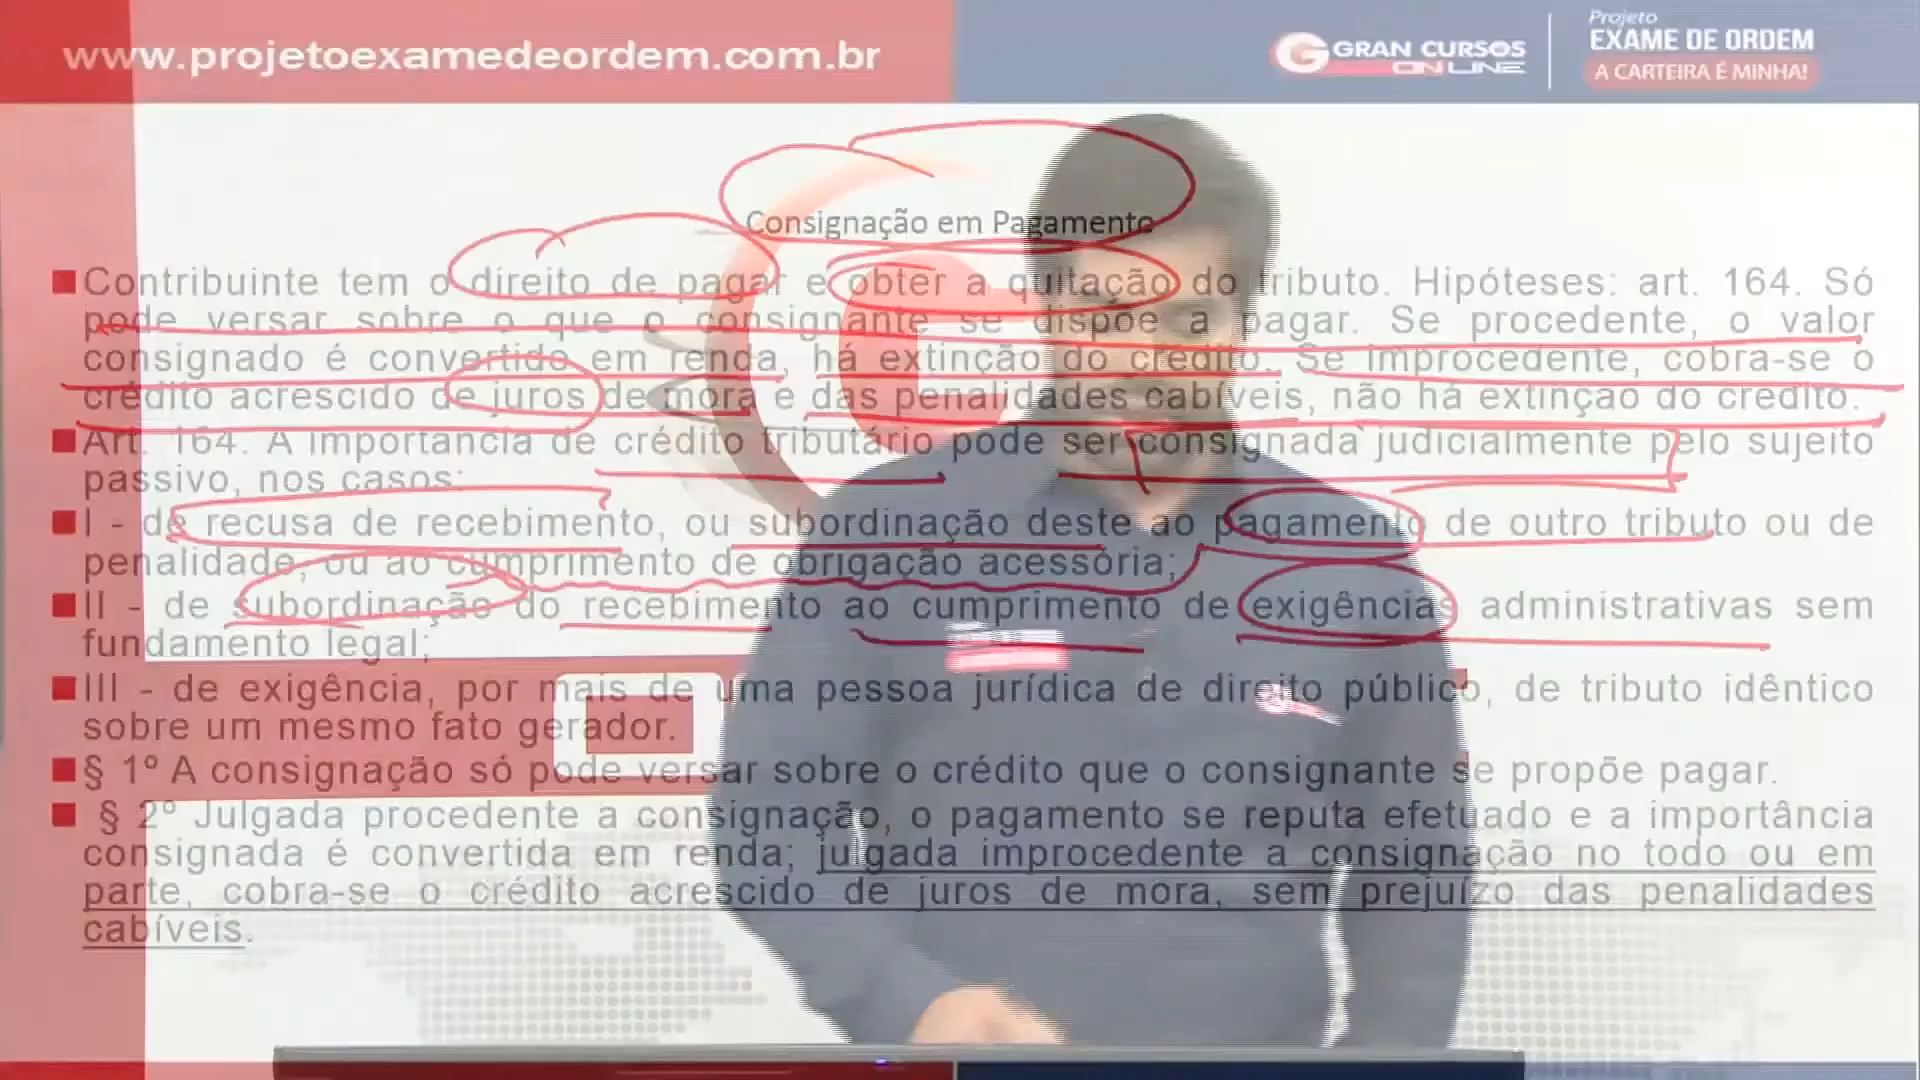 www.projetoexamedeordem.com.br
GRAN CURSOS
ONLINE
Projeto
EXAME DE ORDEM
A CARTEIRA É MINHA!
Consignação em Pagamento
Contribuinte tem o direito de pagar e obter a quitação do tributo. Hipóteses: art. 164. Só
pode versar sobre o que o consignante se dispõe a pagar. Se procedente, o valor
consignado é convertido em renda, há extinção do crédito. Se improcedente, cobra-se o
crédito acrescido de juros de mora e das penalidades cabíveis, não há extinção do crédito.
Art. 164. A importância de crédito tributário pode ser consignada judicialmente pelo sujeito
passivo, nos casos:
I - de recusa de recebimento, ou subordinação deste ao pagamento de outro tributo ou de
penalidade, ou ao cumprimento de obrigação acessória;
II - de subordinação do recebimento ao cumprimento de exigências administrativas sem
fundamento legal;
III - de exigência, por mais de uma pessoa jurídica de direito público, de tributo idêntico
sobre um mesmo fato gerador.
§ 1º A consignação só pode versar sobre o crédito que o consignante se propõe pagar.
§ 2º Julgada procedente a consignação, o pagamento se reputa efetuado e a importância
consignada é convertida em renda; julgada improcedente a consignação no todo ou em
parte, cobra-se o crédito acrescido de juros de mora, sem prejuízo das penalidades
cabíveis.